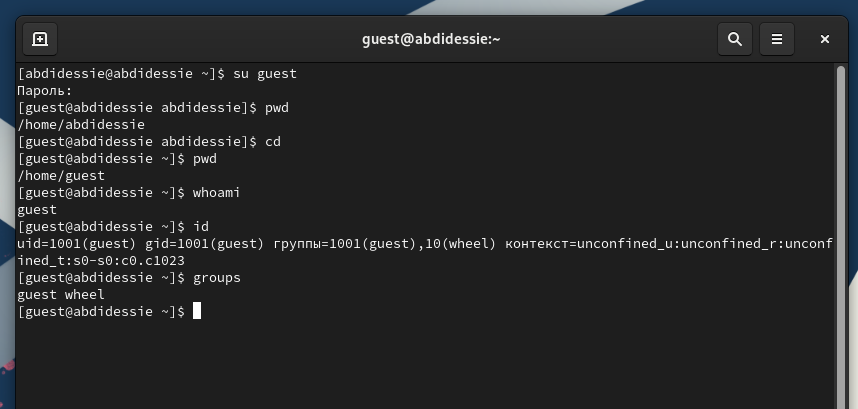 guest@abdidessie:~
[abdidessie@abdidessie ~]$ su guest
Пароль:
[guest@abdidessie abdidessie]$ pwd
/home/abdidessie
[guest@abdidessie abdidessie]$ cd
[guest@abdidessie ~]$ pwd
/home/guest
[guest@abdidessie ~]$ whoami
guest
[guest@abdidessie ~]$ id
uid=1001(guest) gid=1001(guest) группы=1001(guest),10(wheel) контекст=unconfined_u:unconfined_r:unconf
ined_t:s0-s0:c0.c1023
[guest@abdidessie ~]$ groups
guest wheel
[guest@abdidessie ~]$